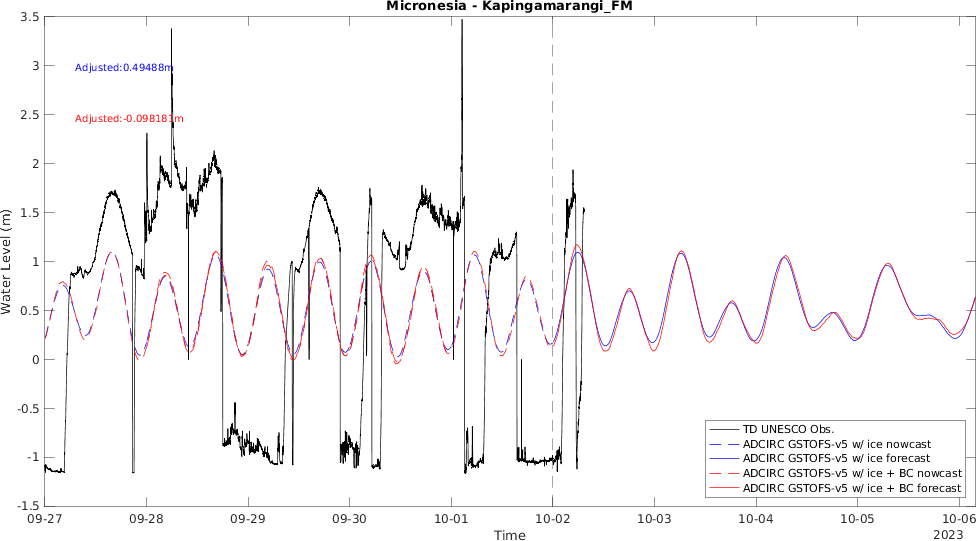 Micronesia - Kapingamarangi_FM
3.5
3
2.5
2
1.5
1
0.5
0
-0.5
-1
-1.5
Water Level (m)
Adjusted:0.49488m
Adjusted:-0.098181m
TD UNESCO Obs.
ADCIRC GSTOFS-v5 w/ ice nowcast
ADCIRC GSTOFS-v5 w/ ice forecast
ADCIRC GSTOFS-v5 w/ ice + BC nowcast
ADCIRC GSTOFS-v5 w/ ice + BC forecast
09-27 09-28 09-29 09-30 10-01 10-02 10-03 10-04 10-05 10-06
Time
2023